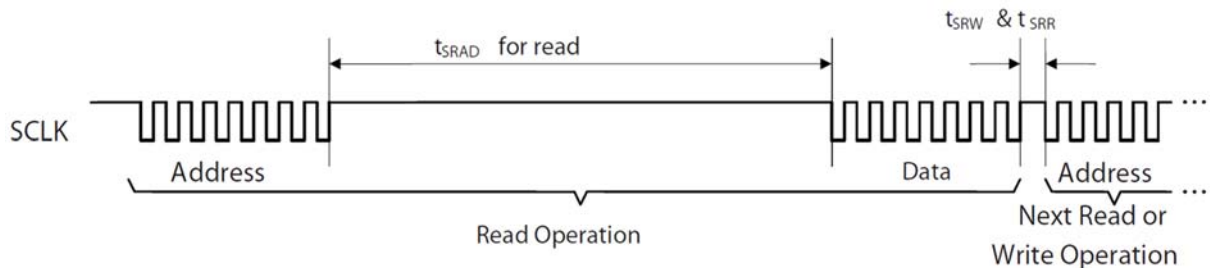 tSRW & tSRR
tSRAD for read
SCLK
...
Address
Data
Address
...
Read Operation
Next Read or
Write Operation